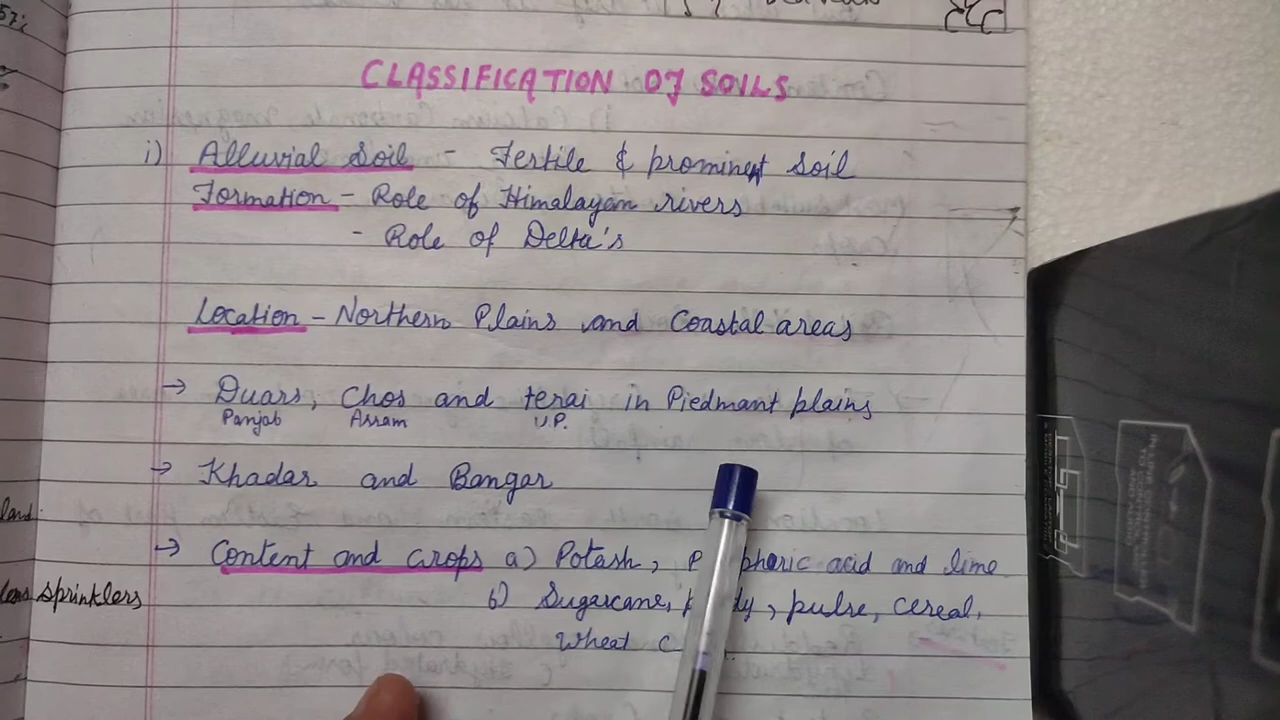 CLASSIFICATION OF SOILS
i) Alluvial Soil - Fertile & prominent soil
Formation - Role of Himalayan rivers
- Role of Delta's
Location - Northern Plains and Coastal areas
→ Duars, Chos and terai in Piedmant plains
Panjab Assam U.P.
→ Khadar and Bangar
→ Content and crops a) Potash, acid and lime
b) Sugarcane, pulse, cereal,
Wheat
sprinklers